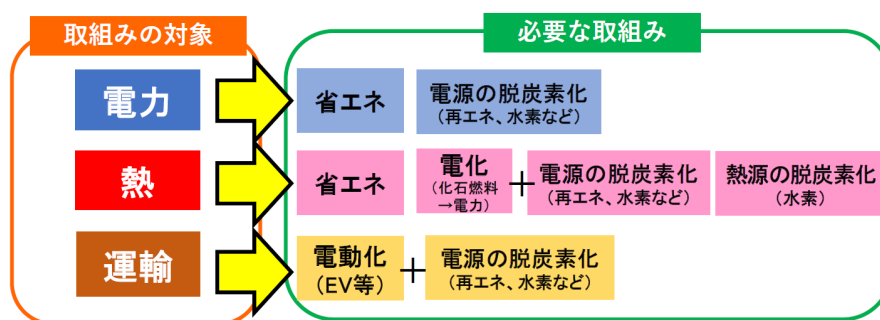 取組みの対象
必要な取組み
電力
省エネ
電源の脱炭素化
（再エネ、水素など）
熱
省エネ
電化
（化石燃料
→電力）
＋
電源の脱炭素化
（再エネ、水素など）
熱源の脱炭素化
（水素）
運輸
電動化
（EV等）
＋
電源の脱炭素化
（再エネ、水素など）